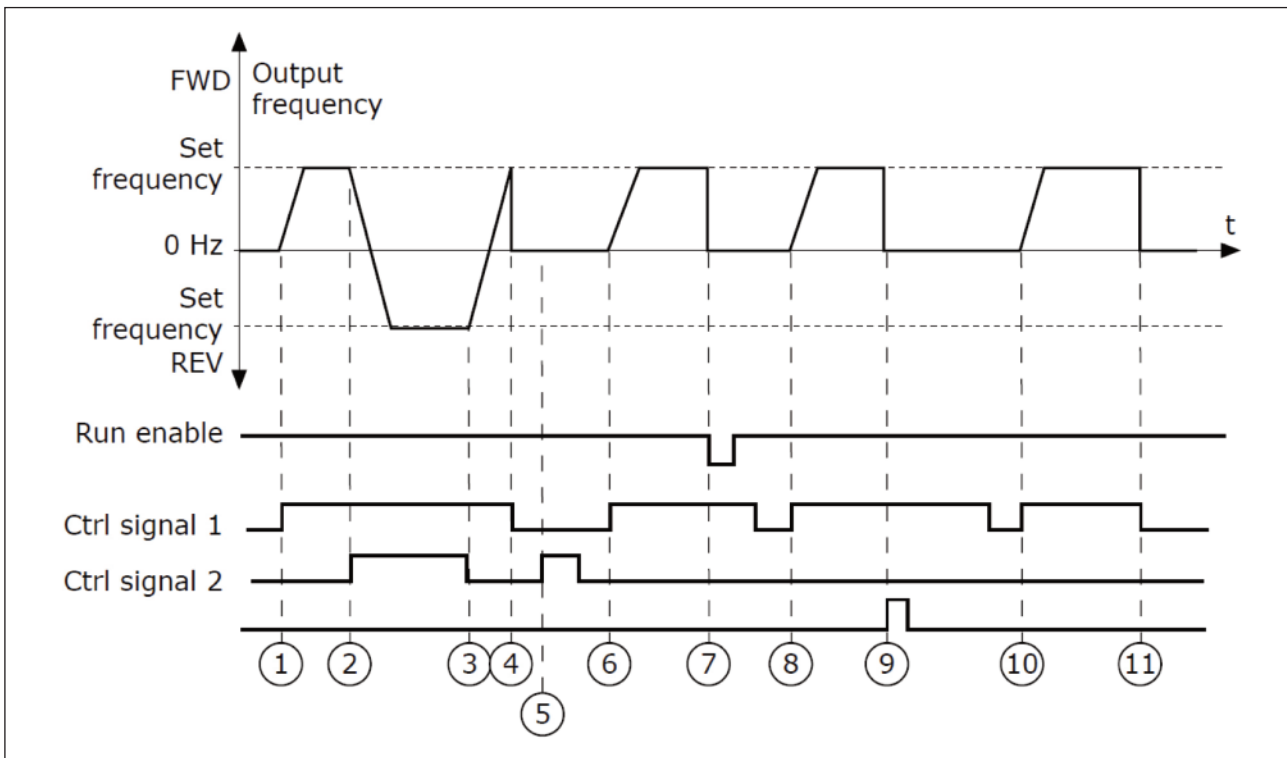 FWD
Output
frequency
Set
frequency
0 Hz
t
Set
frequency
REV
Run enable
Ctrl signal 1
Ctrl signal 2
1 2 3 4 6 7 8 9 10 11
5